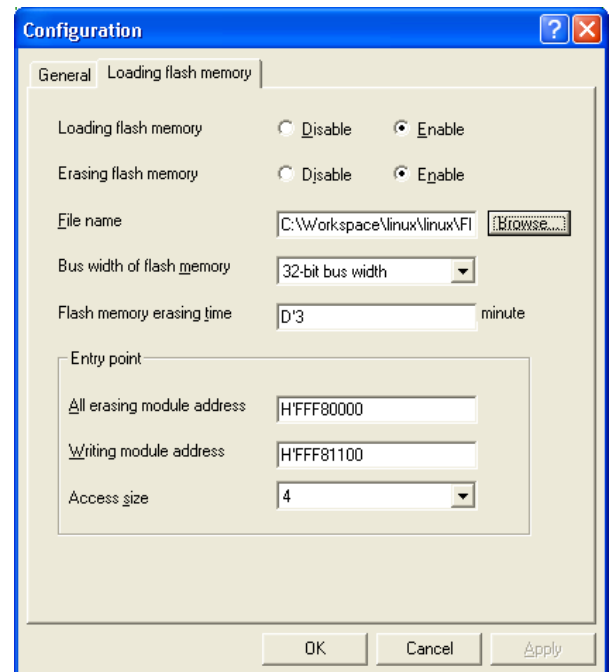 Configuration
General Loading flash memory
Loading flash memory Disable Enable
Erasing flash memory Disable Enable
File name C:\Workspace\linux\linux\Fl Browse...
Bus width of flash memory 32-bit bus width
Flash memory erasing time D'3 minute
Entry point
All erasing module address H'FFF80000
Writing module address H'FFF81100
Access size 4
OK Cancel Apply